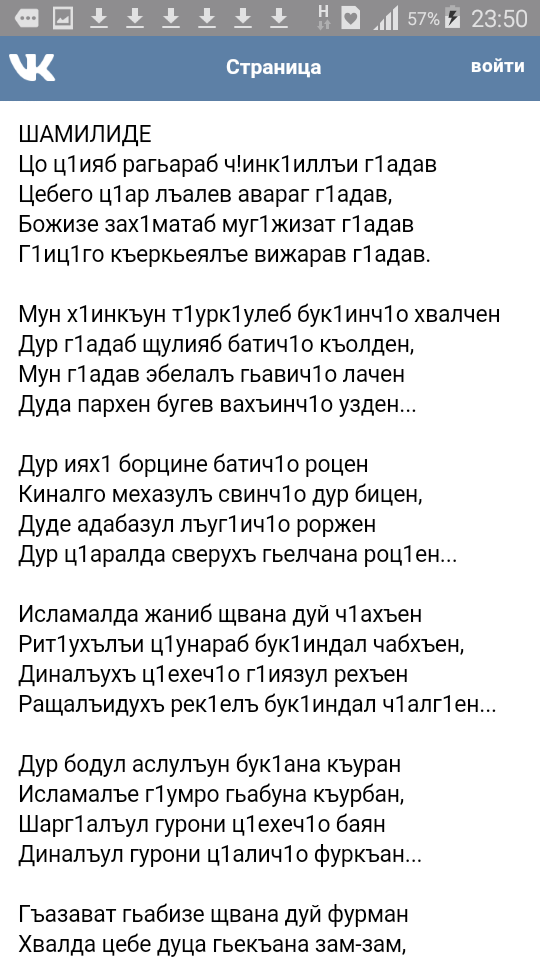 H
57%
23:50
Страница
войти
ШАМИЛИДЕ
Цо ц1ияб рагьараб ч!инк1иллъи г1адав
Цебего ц1ар лъалев авараг г1адав,
Божизе зах1матаб муг1жизат г1адав
Г1иц1го къеркьеялъе вижарав г1адав.
Мун х1инкъун т1урк1улеб бук1инч1о хвалчен
Дур г1адаб щулияб батич1о къолден,
Мун г1адав эбелалъ гьавич1о лачен
Дуда пархен бугев вахъинч1о узден...
Дур иях1 борцине батич1о роцен
Киналго мехазулъ свинч1о дур бицен,
Дуде адабазул лъуг1ич1о роржен
Дур ц1аралда сверухъ гьелчана роц1ен...
Исламалда жаниб щвана дуй ч1ахъен
Рит1ухълъи ц1унараб бук1индал чабхъен,
Диналъухъ ц1ехеч1о г1иязул рехъен
Ращалъидухъ рек1елъ бук1индал ч1алг1ен...
Дур бодул аслулъун бук1ана къуран
Исламалъе г1умро гьабуна къурбан,
Шарг1алъул гурони ц1ехеч1о баян
Диналъул гурони ц1алич1о фуркъан...
Гъазават гьабизе щвана дуй фурман
Хвалда цебе дуца гьекъана зам-зам,